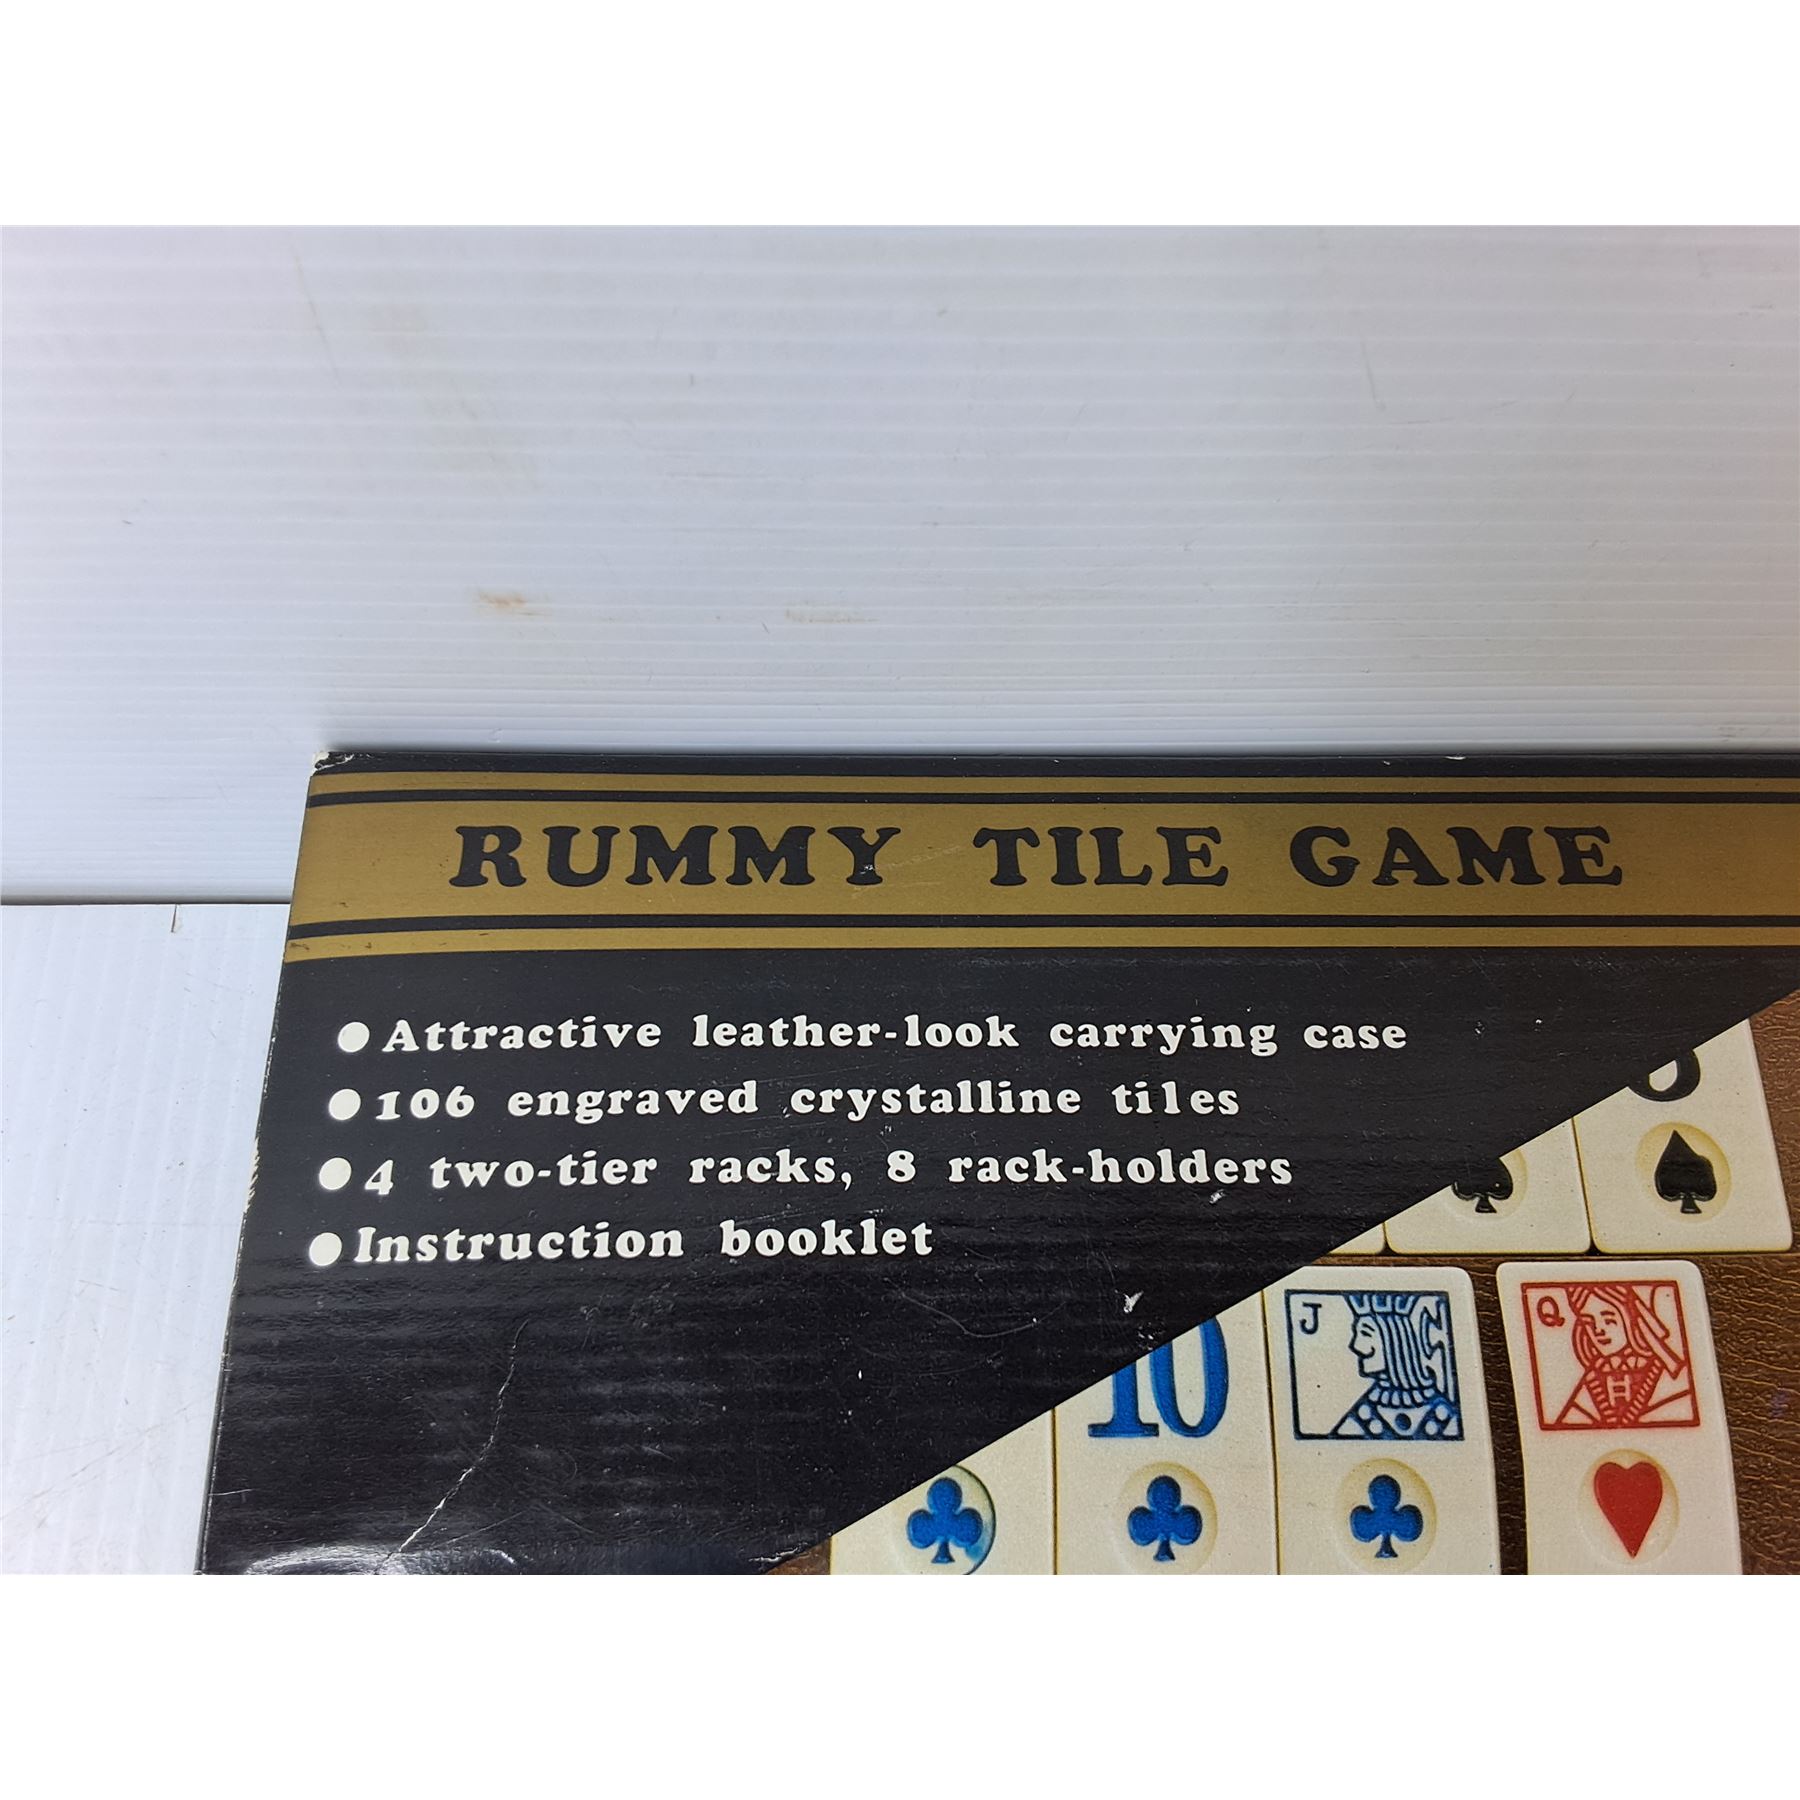 RUMMY TILE GAME
● Attractive leather-look carrying case
● 106 engraved crystalline tiles
● 4 two-tier racks, 8 rack-holders
● Instruction booklet
J
Q
10